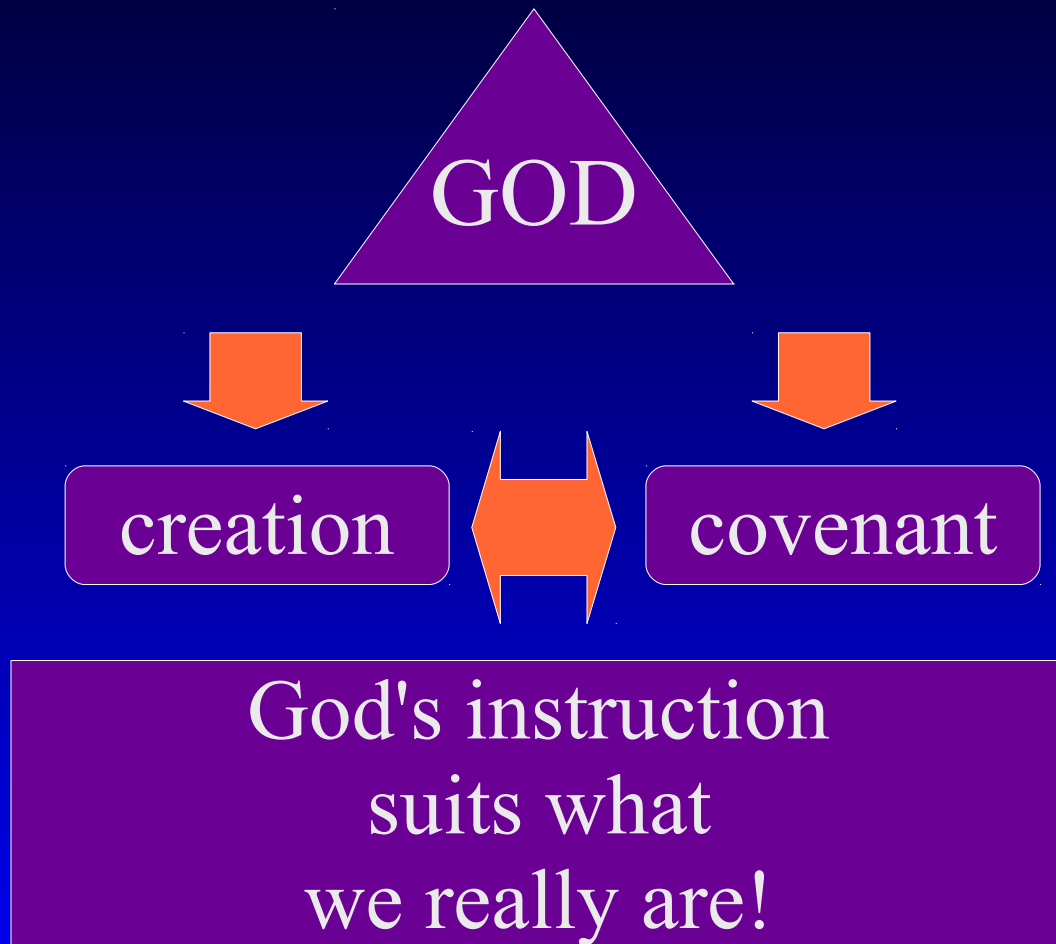 GOD
creation
covenant
God's instruction
suits what
we really are!